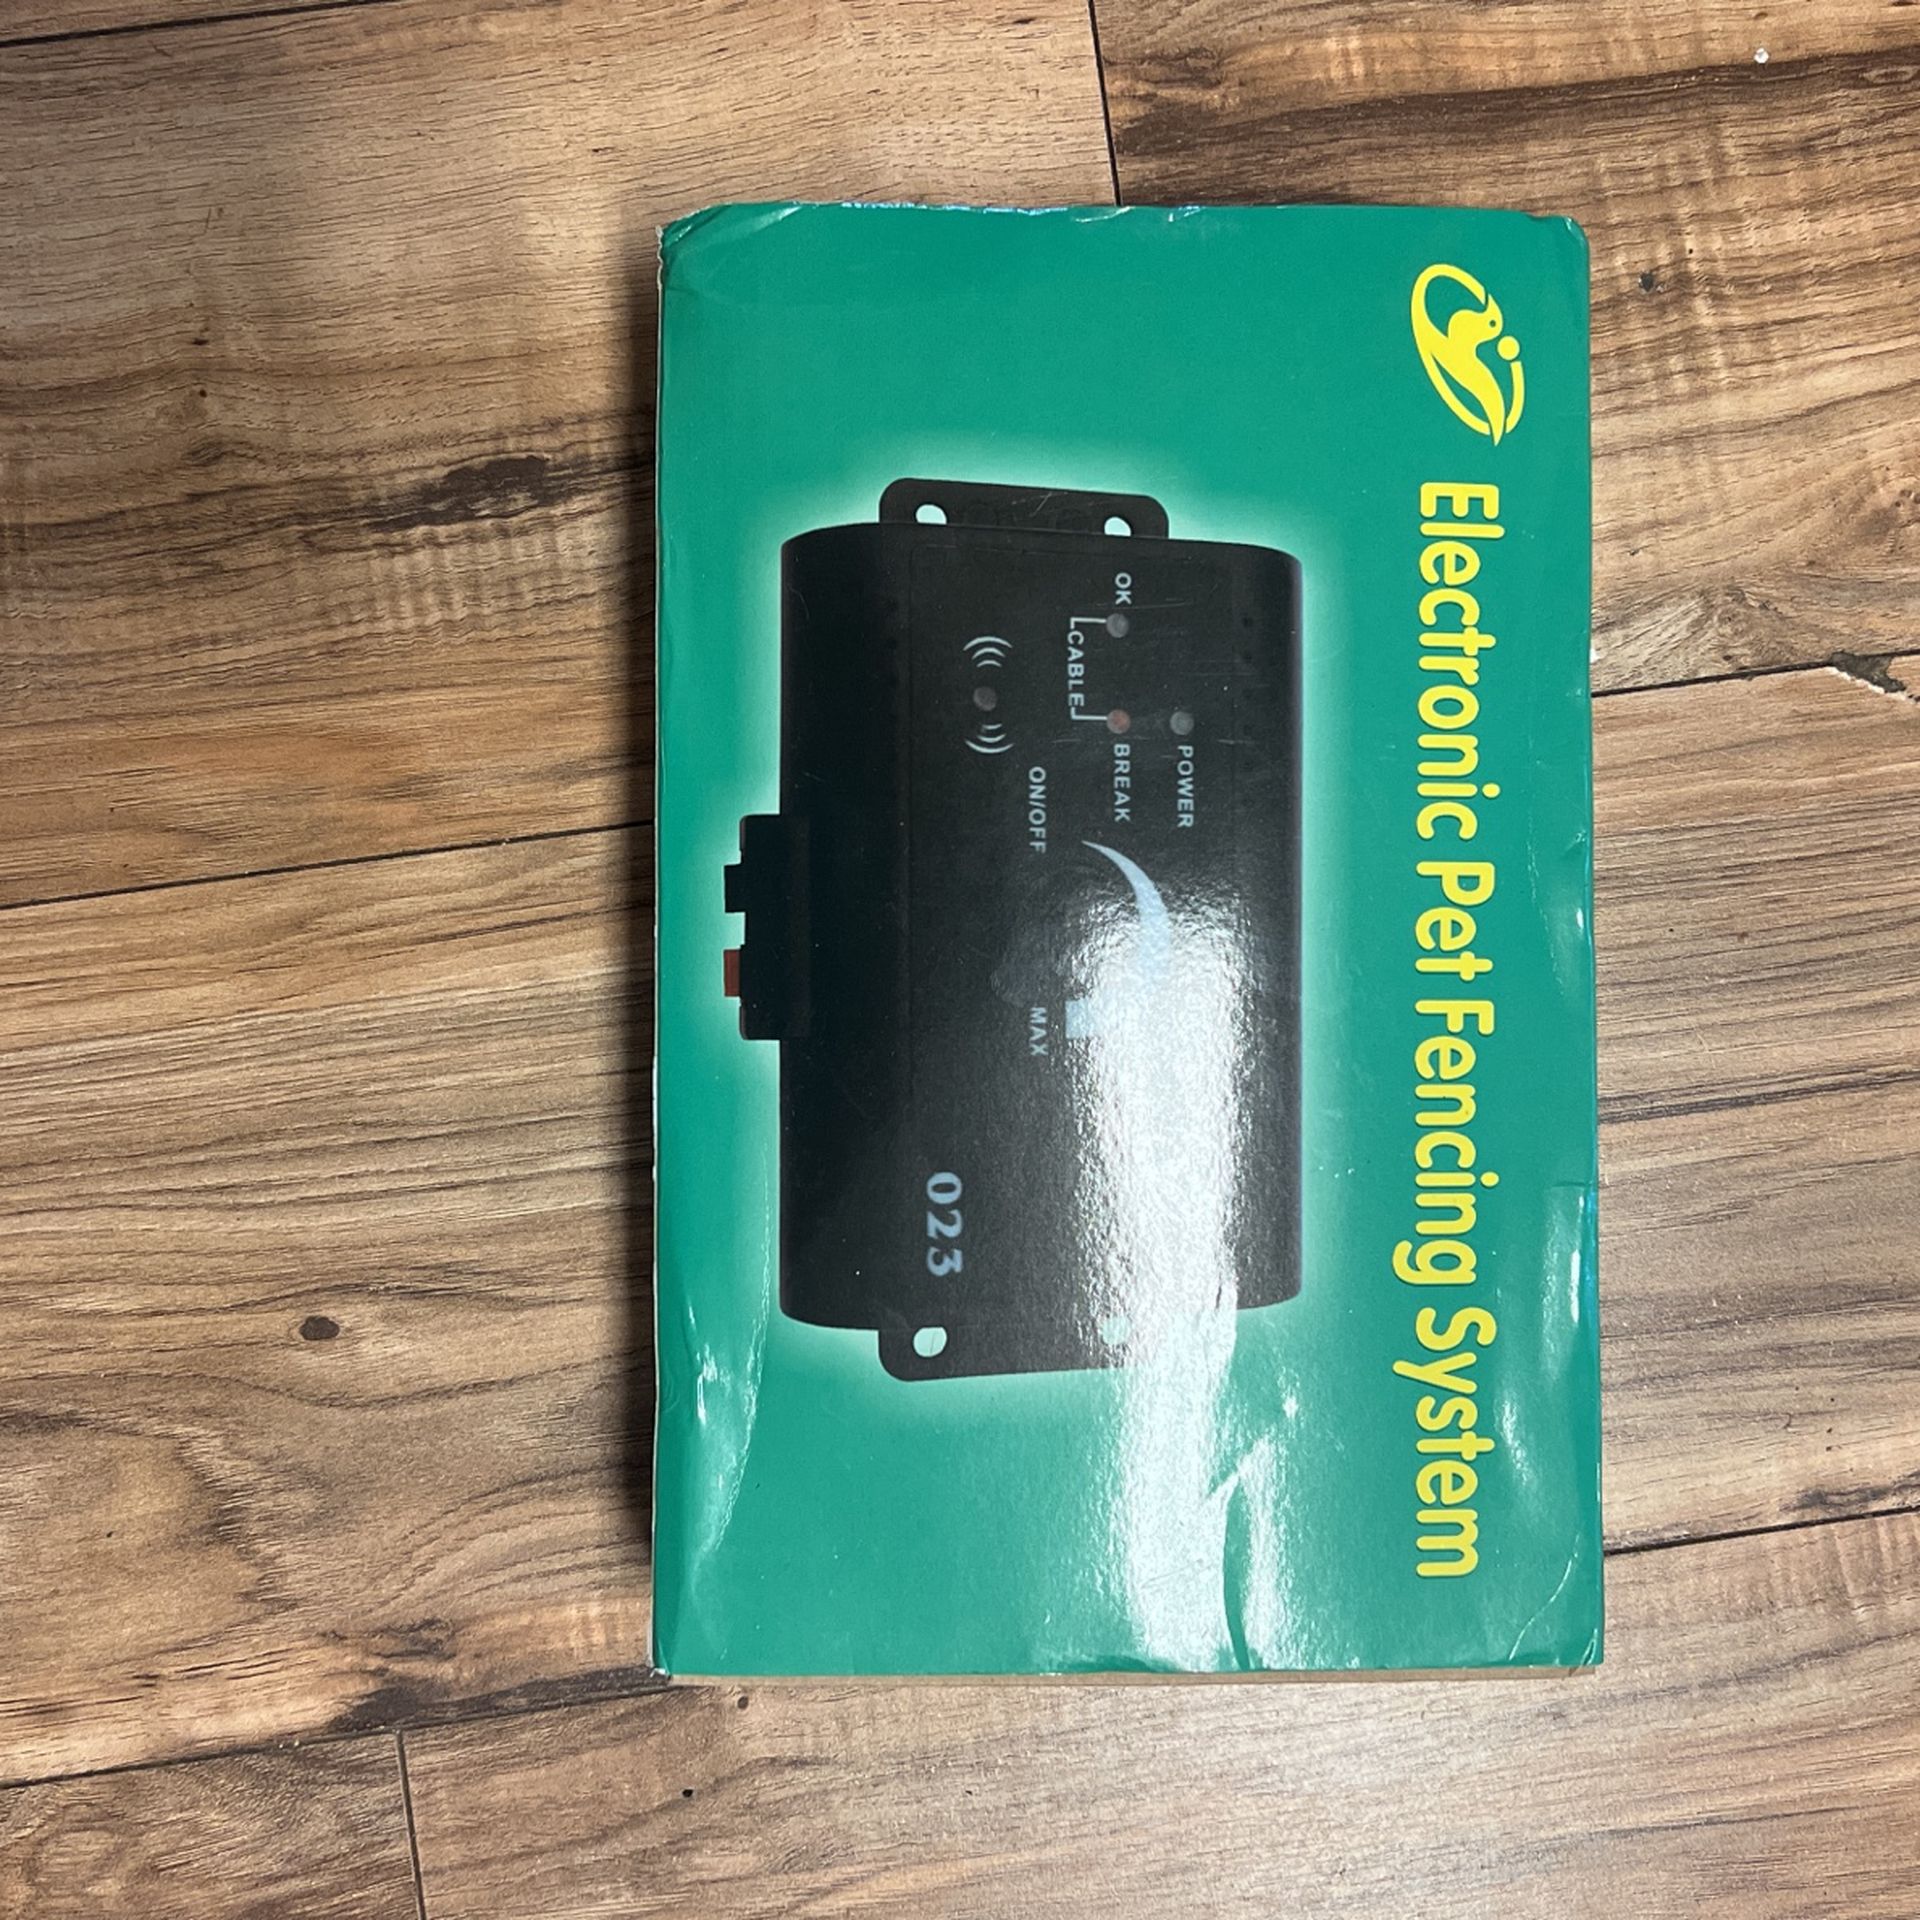 Electronic Pet Fencing System
POWER
OK
BREAK
CABLE
ON/OFF
MAX
023